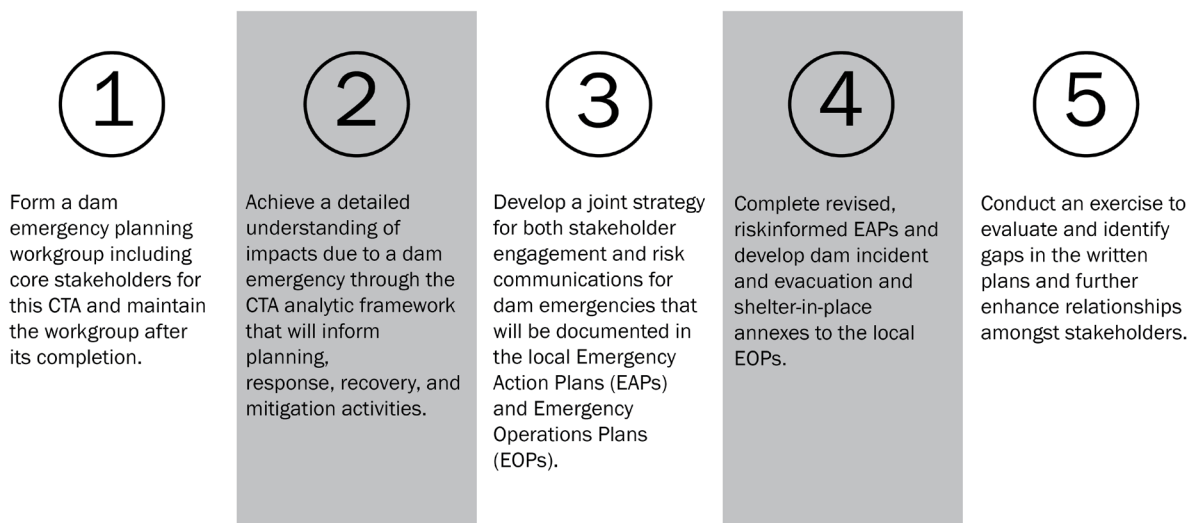 1
Form a dam
emergency planning
workgroup including
core stakeholders for
this CTA and maintain
the workgroup after
its completion.
2
Achieve a detailed
understanding of
impacts due to a dam
emergency through the
CTA analytic framework
that will inform
planning,
response, recovery, and
mitigation activities.
3
Develop a joint strategy
for both stakeholder
engagement and risk
communications for
dam emergencies that
will be documented in
the local Emergency
Action Plans (EAPs)
and Emergency
Operations Plans
(EOPs).
4
Complete revised,
riskinformed EAPs and
develop dam incident
and evacuation and
shelter-in-place
annexes to the local
EOPs.
5
Conduct an exercise to
evaluate and identify
gaps in the written
plans and further
enhance relationships
amongst stakeholders.